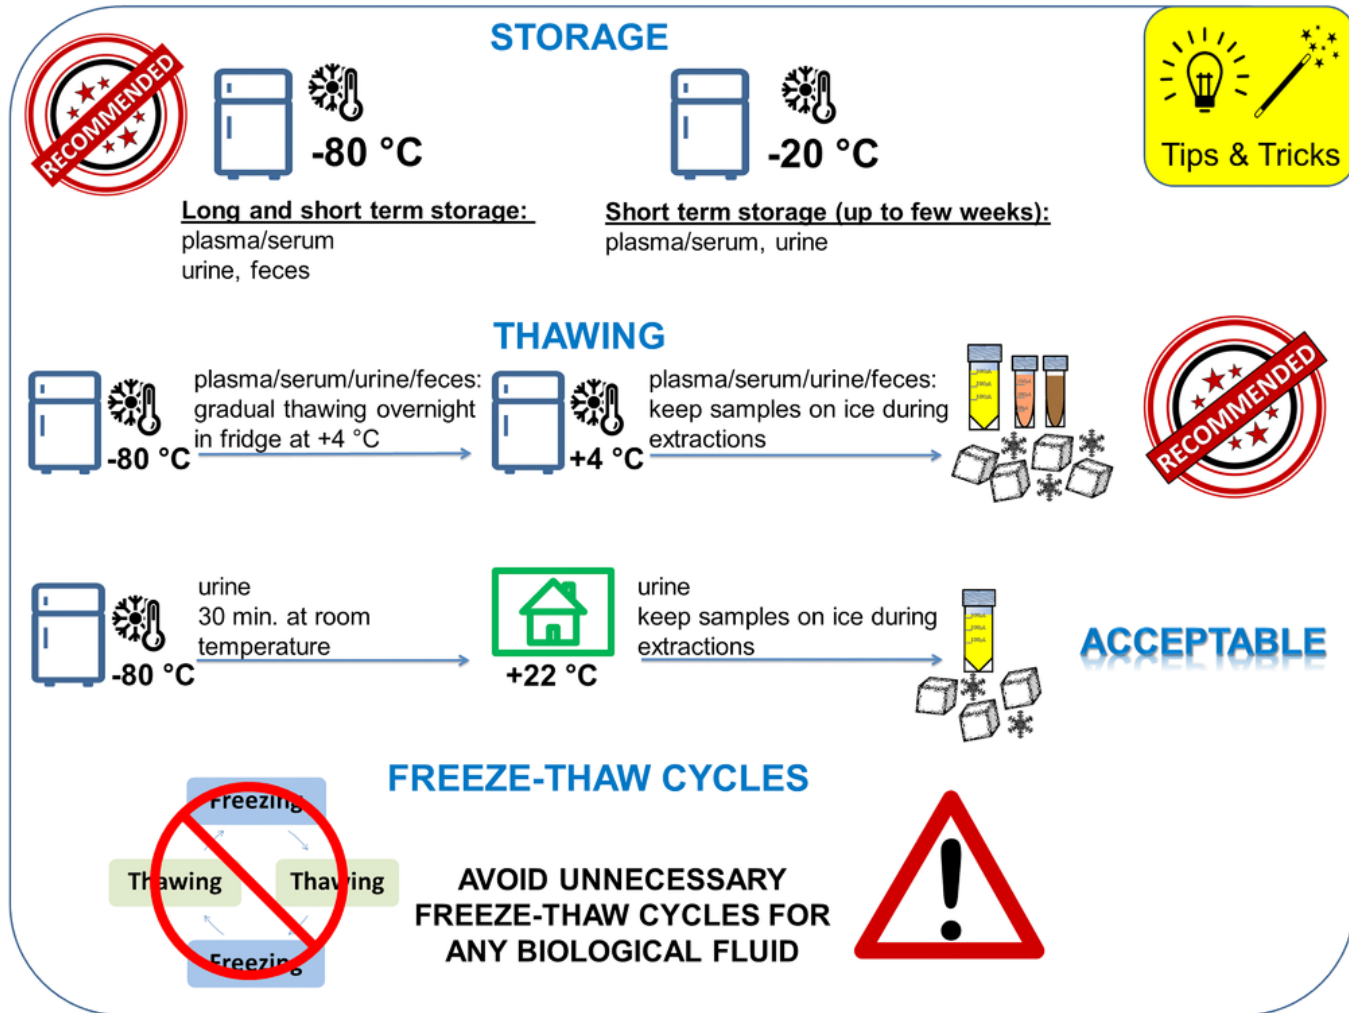 STORAGE
RECOMMENDED
-80 °C
-20 °C
Tips & Tricks
Long and short term storage:
plasma/serum
urine, feces
Short term storage (up to few weeks):
plasma/serum, urine
THAWING
-80 °C
plasma/serum/urine/feces:
gradual thawing overnight
in fridge at +4 °C
+4 °C
plasma/serum/urine/feces:
keep samples on ice during
extractions
RECOMMENDED
-80 °C
urine
30 min. at room
temperature
+22 °C
urine
keep samples on ice during
extractions
ACCEPTABLE
FREEZE-THAW CYCLES
Freezing
Thawing
Thawing
Freezing
AVOID UNNECESSARY
FREEZE-THAW CYCLES FOR
ANY BIOLOGICAL FLUID